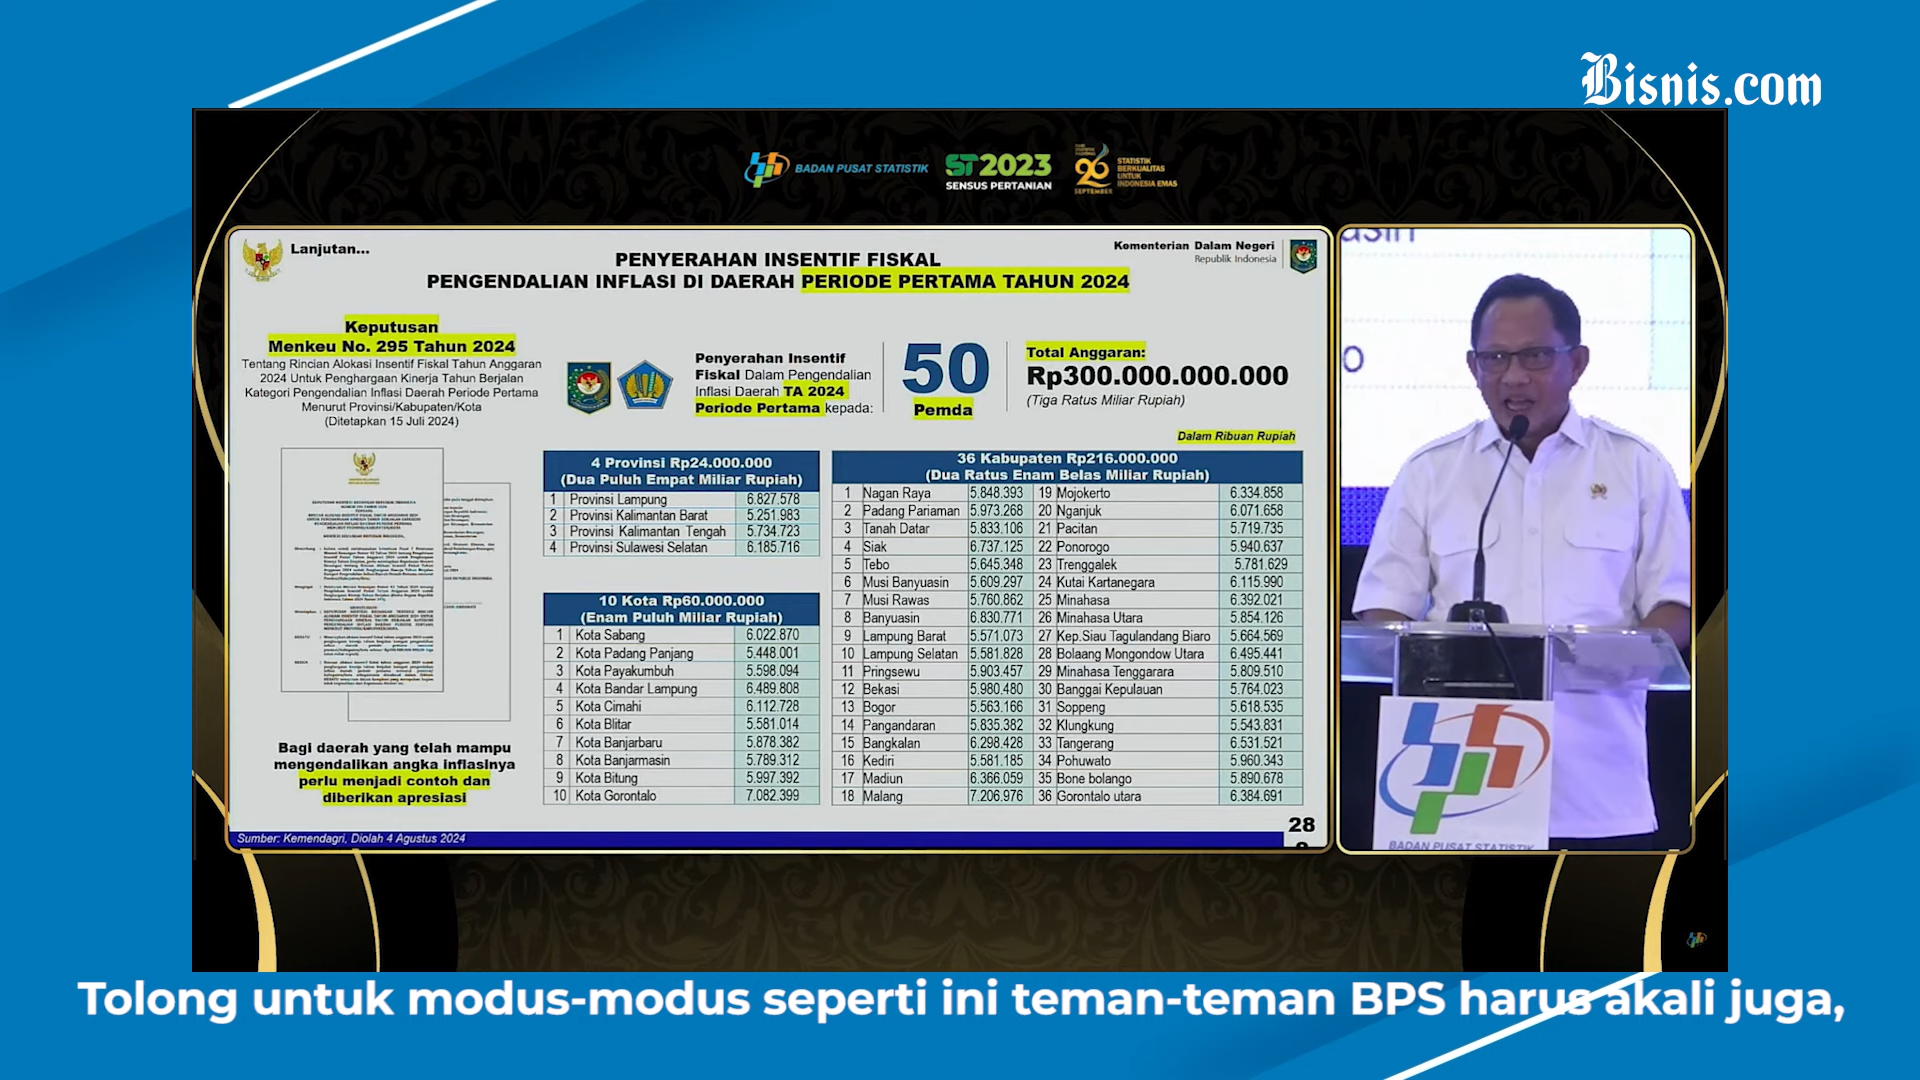 Bisnis.com
BADAN PUSAT STATISTIK
ST2023
SENSUS PERTANIAN
26
SEPTEMBER
STATISTIK
BERKUALITAS
UNTUK
INDONESIA EMAS
Lanjutan...
PENYERAHAN INSENTIF FISKAL
PENGENDALIAN INFLASI DI DAERAH PERIODE PERTAMA TAHUN 2024
Kementerian Dalam Negeri
Republik Indonesia
Keputusan
Menkeu No. 295 Tahun 2024
Tentang Rincian Alokasi Insentif Fiskal Tahun Anggaran
2024 Untuk Penghargaan Kinerja Tahun Berjalan
Kategori Pengendalian Inflasi Daerah Periode Pertama
Menurut Provinsi/Kabupaten/Kota
(Ditetapkan 15 Juli 2024)
Penyerahan Insentif
Fiskal Dalam Pengendalian
Inflasi Daerah TA 2024
Periode Pertama kepada:
50
Pemda
Total Anggaran:
Rp300.000.000.000
(Tiga Ratus Miliar Rupiah)
Dalam Ribuan Rupiah
4 Provinsi Rp24.000.000
(Dua Puluh Empat Miliar Rupiah)
1 Provinsi Lampung 6.827.578
2 Provinsi Kalimantan Barat 5.251.983
3 Provinsi Kalimantan Tengah 5.734.723
4 Provinsi Sulawesi Selatan 6.185.716
10 Kota Rp60.000.000
(Enam Puluh Miliar Rupiah)
1 Kota Sabang 6.022.870
2 Kota Padang Panjang 5.448.001
3 Kota Payakumbuh 5.598.094
4 Kota Bandar Lampung 6.489.808
5 Kota Cimahi 6.112.728
6 Kota Blitar 5.581.014
7 Kota Banjarbaru 5.878.382
8 Kota Banjarmasin 5.789.312
9 Kota Bitung 5.997.392
10 Kota Gorontalo 7.082.399
36 Kabupaten Rp216.000.000
(Dua Ratus Enam Belas Miliar Rupiah)
1 Nagan Raya 5.848.393 19 Mojokerto 6.334.858
2 Padang Pariaman 5.973.268 20 Nganjuk 6.071.658
3 Tanah Datar 5.833.106 21 Pacitan 5.719.735
4 Siak 6.737.125 22 Ponorogo 5.940.637
5 Tebo 5.645.348 23 Trenggalek 5.781.629
6 Musi Banyuasin 5.609.297 24 Kutai Kartanegara 6.115.990
7 Musi Rawas 5.760.862 25 Minahasa 6.392.021
8 Banyuasin 6.830.771 26 Minahasa Utara 5.854.126
9 Lampung Barat 5.571.073 27 Kep.Siau Tagulandang Biaro 5.664.569
10 Lampung Selatan 5.581.828 28 Bolaang Mongondow Utara 6.495.441
11 Pringsewu 5.903.457 29 Minahasa Tenggarara 5.809.510
12 Bekasi 5.980.480 30 Banggai Kepulauan 5.764.023
13 Bogor 5.563.166 31 Soppeng 5.618.535
14 Pangandaran 5.835.382 32 Klungkung 5.543.831
15 Bangkalan 6.298.428 33 Tangerang 6.531.521
16 Kediri 5.581.185 34 Pohuwato 5.960.343
17 Madiun 6.366.059 35 Bone bolango 5.890.678
18 Malang 7.206.976 36 Gorontalo utara 6.384.691
Bagi daerah yang telah mampu
mengendalikan angka inflasinya
perlu menjadi contoh dan
diberikan apresiasi
Sumber: Kemendagri, Diolah 4 Agustus 2024
28
BADAN PUSAT STATISTIK
Tolong untuk modus-modus seperti ini teman-teman BPS harus akali juga,